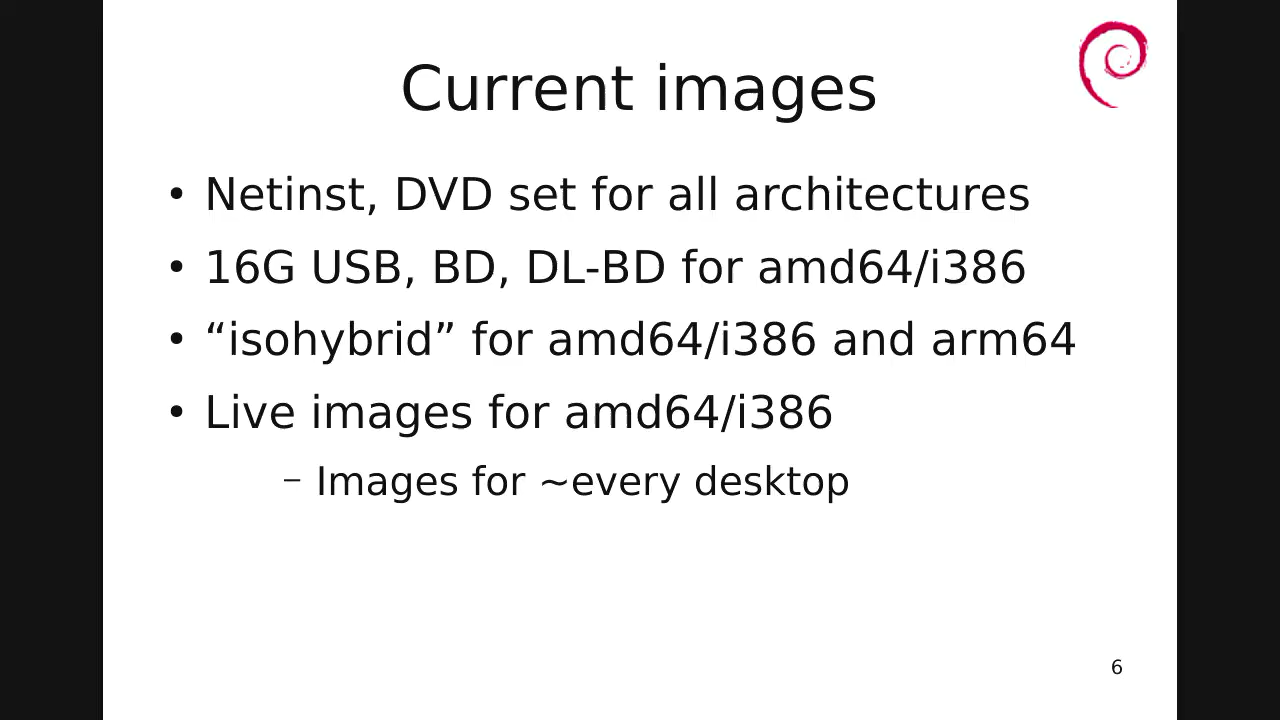 Current images
• Netinst, DVD set for all architectures
• 16G USB, BD, DL-BD for amd64/i386
• “isohybrid” for amd64/i386 and arm64
• Live images for amd64/i386
– Images for ~every desktop
6